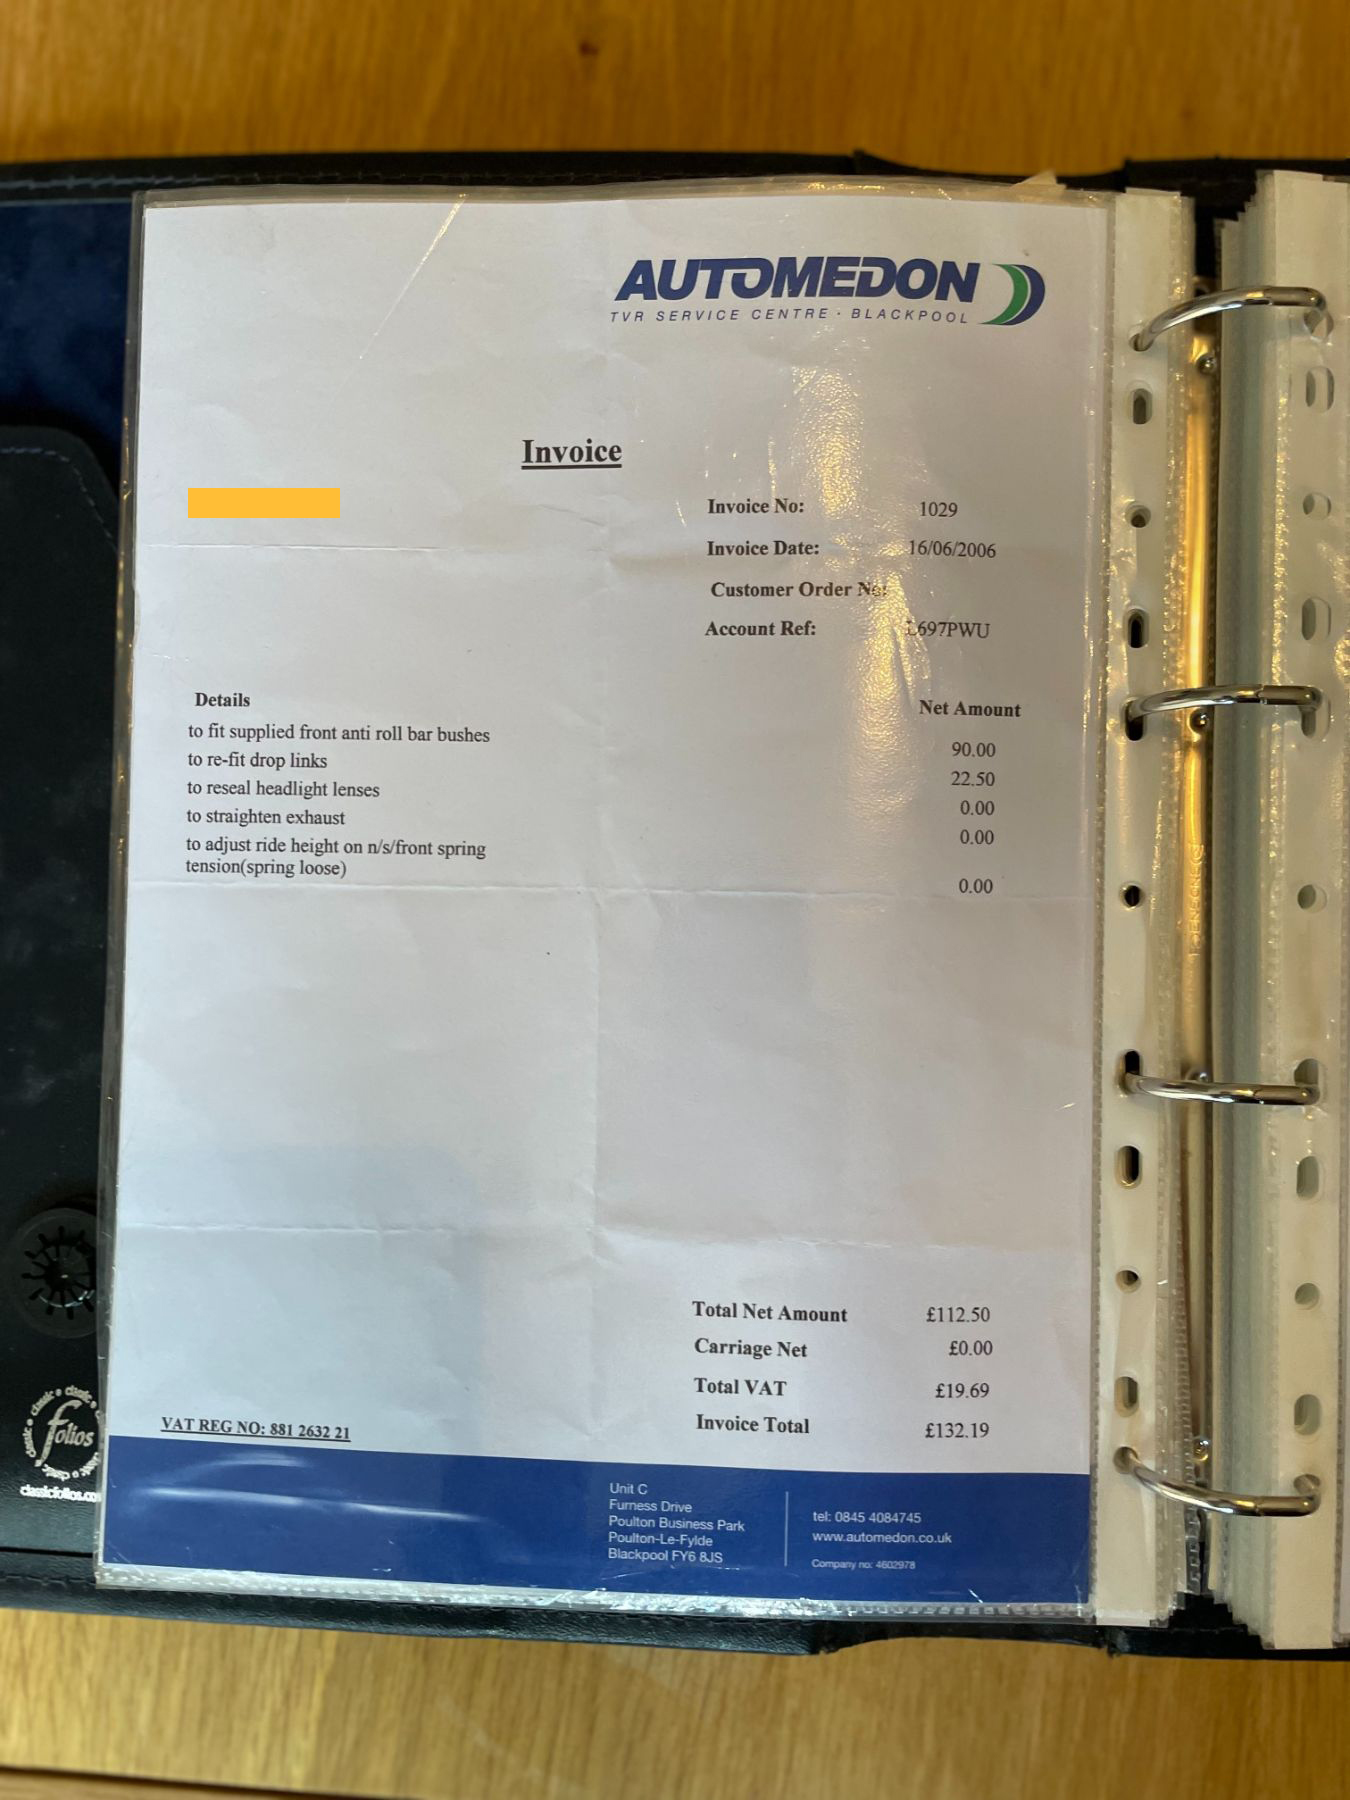 AUTOMEDON
TVR SERVICE CENTRE · BLACKPOOL
Invoice
Invoice No: 1029
Invoice Date: 16/06/2006
Customer Order No:
Account Ref: L697PWU
Details Net Amount
to fit supplied front anti roll bar bushes 90.00
to re-fit drop links 22.50
to reseal headlight lenses 0.00
to straighten exhaust 0.00
to adjust ride height on n/s/front spring
tension(spring loose) 0.00
Total Net Amount £112.50
Carriage Net £0.00
Total VAT £19.69
Invoice Total £132.19
VAT REG NO: 881 2632 21
Unit C
Furness Drive
Poulton Business Park
Poulton-Le-Fylde
Blackpool FY6 8JS
tel: 0845 4084745
www.automedon.co.uk
Company no: 4602978
classic classic classic
folios